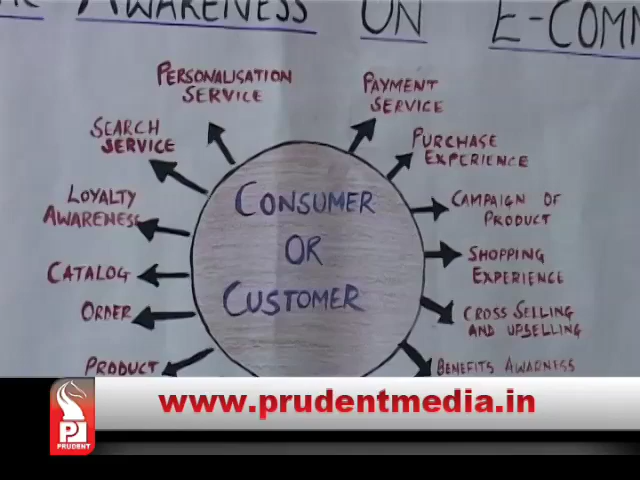 AWARENESS ON E-COMM
PERSONALISATION
SERVICE
PAYMENT
SERVICE
SEARCH
SERVICE
PURCHASE
EXPERIENCE
LOYALTY
AWARENESS
CAMPAIGN OF
PRODUCT
CONSUMER
OR
CUSTOMER
CATALOG
SHOPPING
EXPERIENCE
ORDER
CROSS SELLING
AND UPSELLING
PRODUCT
BENEFITS AWARNESS
www.prudentmedia.in
PRUDENT